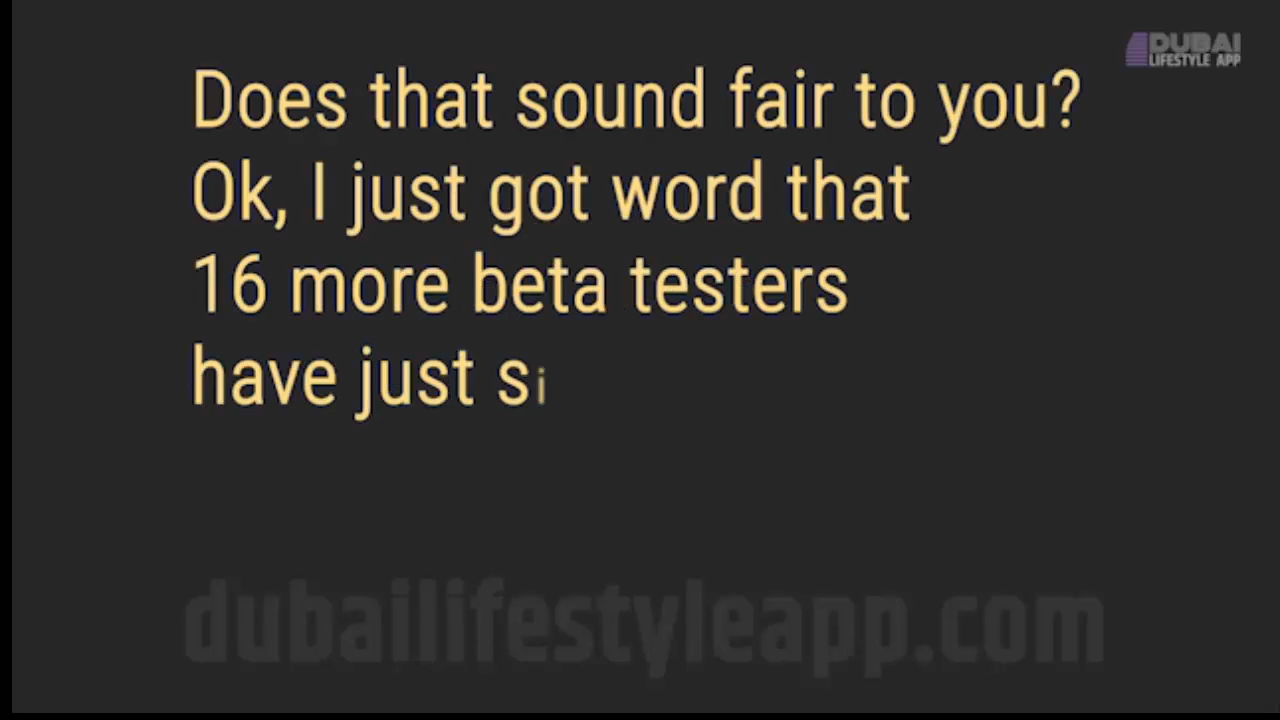 DUBAI
LIFESTYLE APP
Does that sound fair to you?
Ok, I just got word that
16 more beta testers
have just si
dubailifestyleapp.com